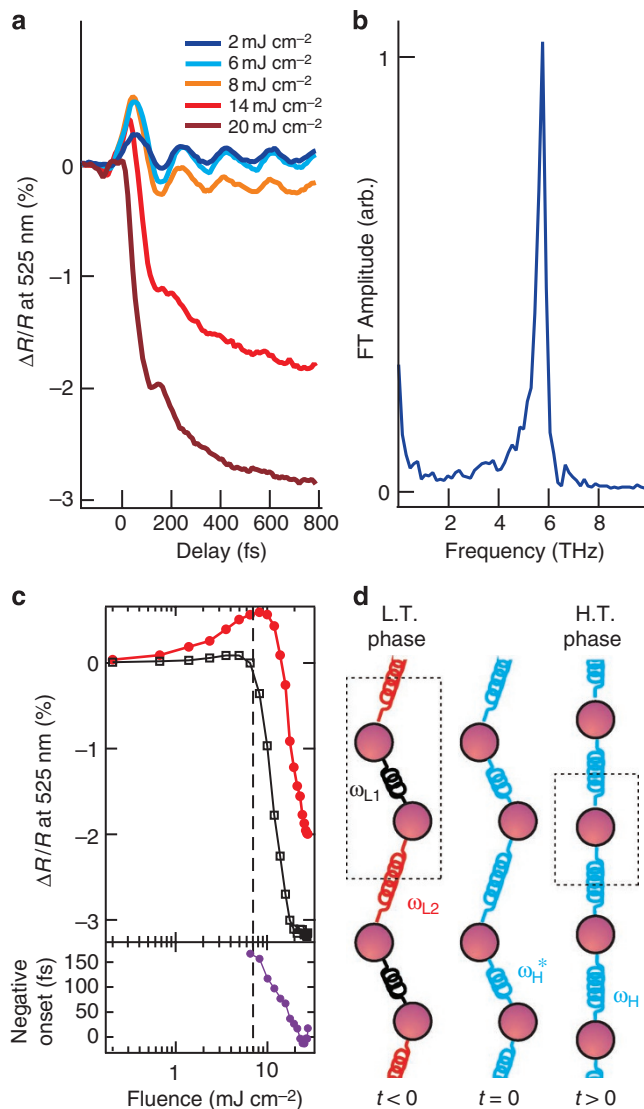 a
2 mJ cm–2
6 mJ cm–2
8 mJ cm–2
14 mJ cm–2
20 mJ cm–2
ΔR/R at 525 nm (%)
0
–1
–2
–3
0 200 400 600 800
Delay (fs)
b
FT Amplitude (arb.)
1
0
2 4 6 8
Frequency (THz)
c
ΔR/R at 525 nm (%)
0
–1
–2
–3
Negative
onset (fs)
150
100
50
0
1 10
Fluence (mJ cm–2)
d
L.T.
phase
H.T.
phase
ωL1
ωL2
ωH*
ωH
t < 0 t = 0 t > 0